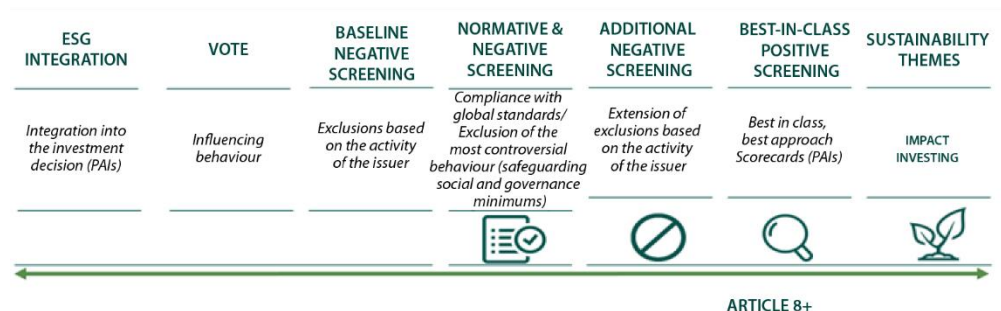 ESG
INTEGRATION
Integration into
the investment
decision (PAIs)
VOTE
Influencing
behaviour
BASELINE
NEGATIVE
SCREENING
Exclusions based
on the activity
of the issuer
NORMATIVE &
NEGATIVE
SCREENING
Compliance with
global standards/
Exclusion of the
most controversial
behaviour (safeguarding
social and governance
minimums)
ADDITIONAL
NEGATIVE
SCREENING
Extension of
exclusions based
on the activity
of the issuer
BEST-IN-CLASS
POSITIVE
SCREENING
Best in class,
best approach
Scorecards (PAIs)
SUSTAINABILITY
THEMES
IMPACT
INVESTING
ARTICLE 8+